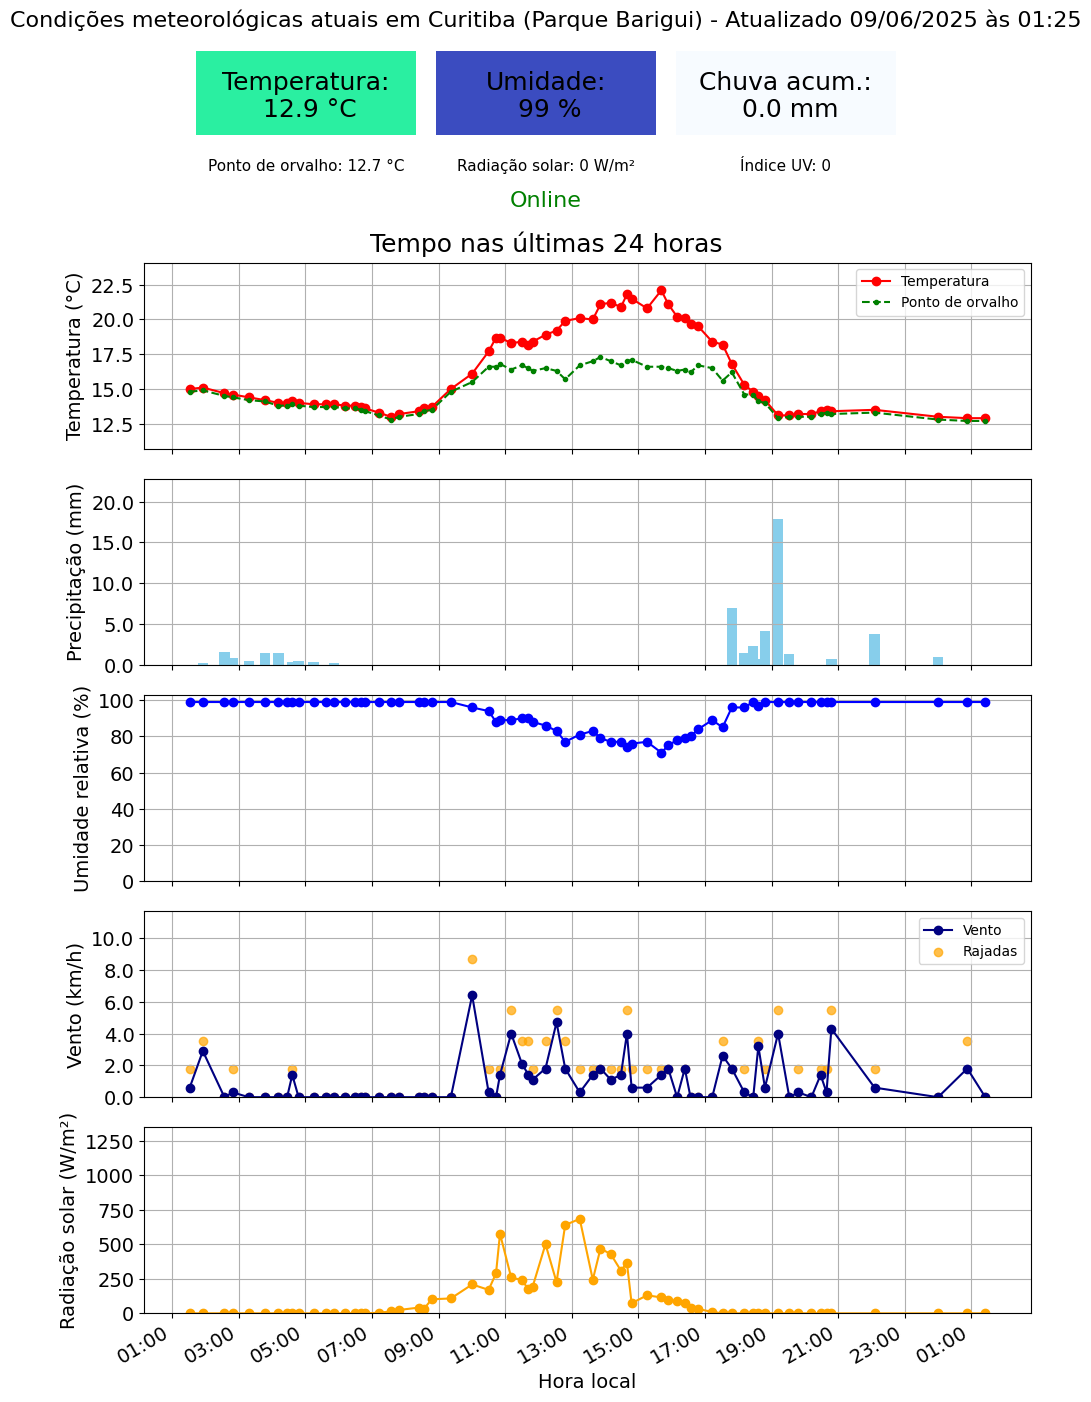 Condições meteorológicas atuais em Curitiba (Parque Barigui) - Atualizado 09/06/2025 às 01:25
Temperatura:
12.9 °C
Umidade:
99 %
Chuva acum.:
0.0 mm
Ponto de orvalho: 12.7 °C
Radiação solar: 0 W/m²
Índice UV: 0
Online
Tempo nas últimas 24 horas
Temperatura (°C)
22.5
20.0
17.5
15.0
12.5
Temperatura
Ponto de orvalho
Precipitação (mm)
20.0
15.0
10.0
5.0
0.0
Umidade relativa (%)
100
80
60
40
20
0
Vento (km/h)
10.0
8.0
6.0
4.0
2.0
0.0
Vento
Rajadas
Radiação solar (W/m²)
1250
1000
750
500
250
0
01:00
03:00
05:00
07:00
09:00
11:00
13:00
15:00
17:00
19:00
21:00
23:00
01:00
Hora local